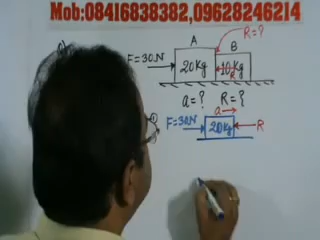 Mob:08416838382,09628246214
R=?
A B
F=30N 20Kg 10Kg
R
a=? R=?
a
F=30N 20Kg R